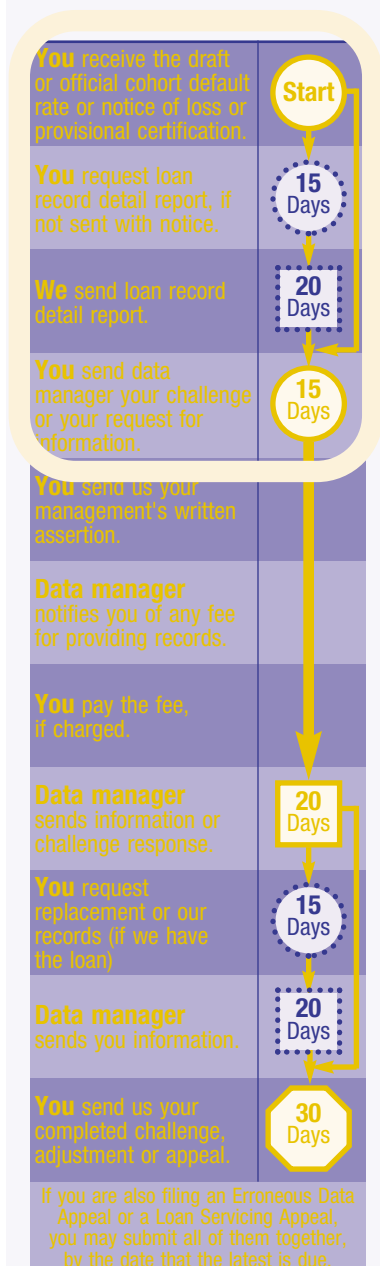 You receive the draft
or official cohort default
rate or notice of loss or
provisional certification.
Start
You request loan
record detail report, if
not sent with notice.
15
Days
We send loan record
detail report.
20
Days
You send data
manager your challenge
or your request for
information.
15
Days
You send us your
management's written
assertion.
Data manager
notifies you of any fee
for providing records.
You pay the fee,
if charged.
Data manager
sends information or
challenge response.
20
Days
You request
replacement or our
records (if we have
the loan)
15
Days
Data manager
sends you information.
20
Days
You send us your
completed challenge,
adjustment or appeal.
30
Days
If you are also filing an Erroneous Data
Appeal or a Loan Servicing Appeal,
you may submit all of them together,
by the date that the latest is due.